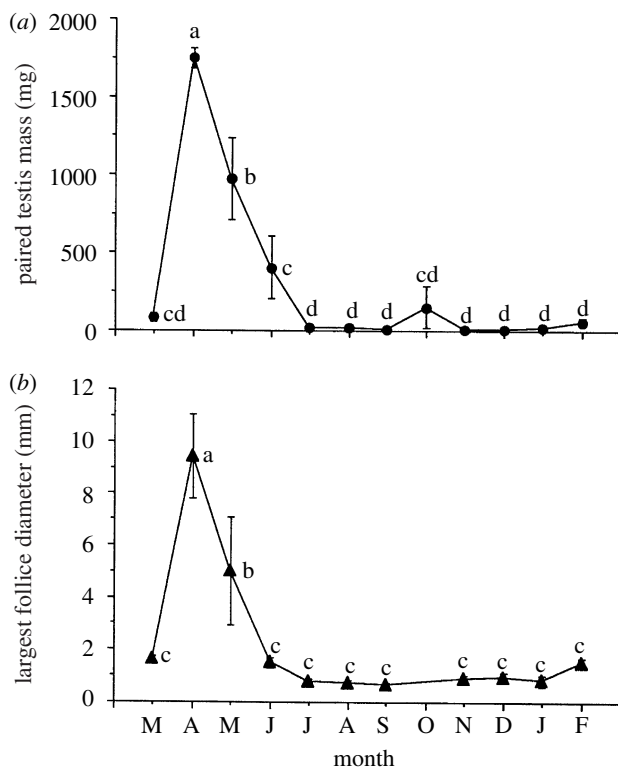 (a)
paired testis mass (mg)
2000
1500
1000
500
0
cd a b c d d d cd d d d d
(b)
largest follice diameter (mm)
12
10
8
6
4
2
0
c a b c c c c c c c c
M A M J J A S O N D J F
month